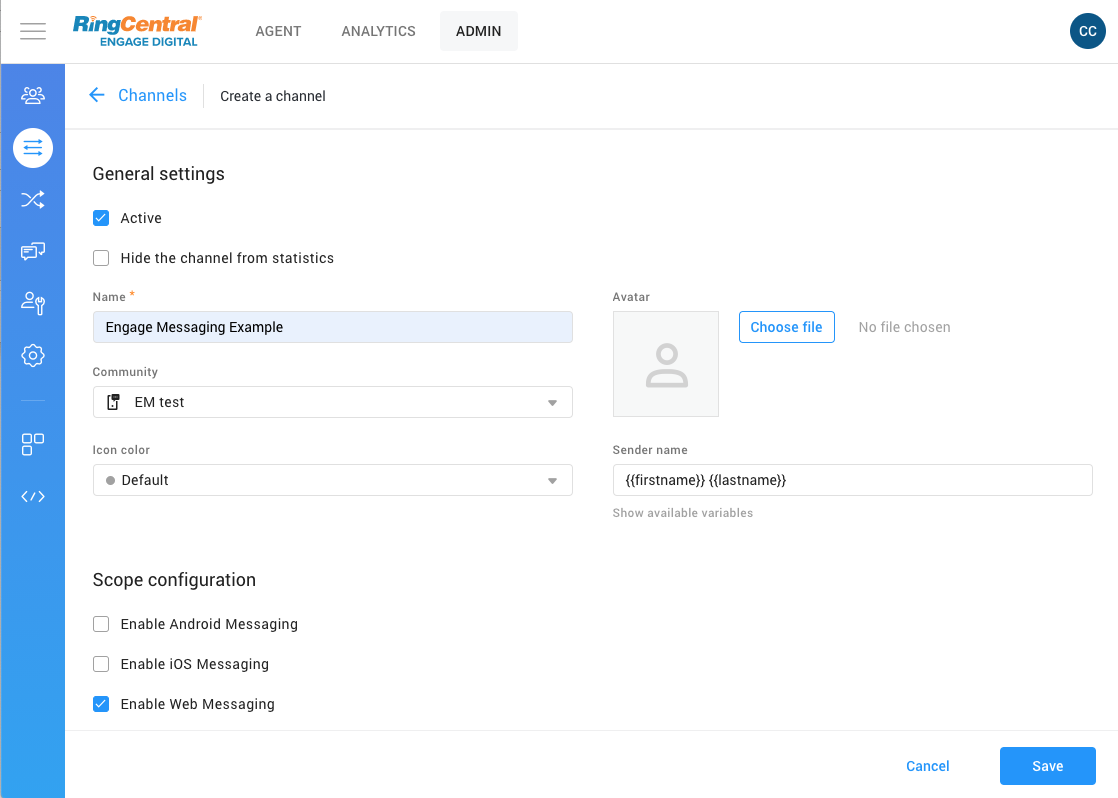 RingCentral®
ENGAGE DIGITAL
AGENT
ANALYTICS
ADMIN
CC
Channels
Create a channel
General settings
Active
Hide the channel from statistics
Name *
Engage Messaging Example
Avatar
Choose file
No file chosen
Community
EM test
Icon color
Default
Sender name
{{firstname}} {{lastname}}
Show available variables
Scope configuration
Enable Android Messaging
Enable iOS Messaging
Enable Web Messaging
Cancel
Save